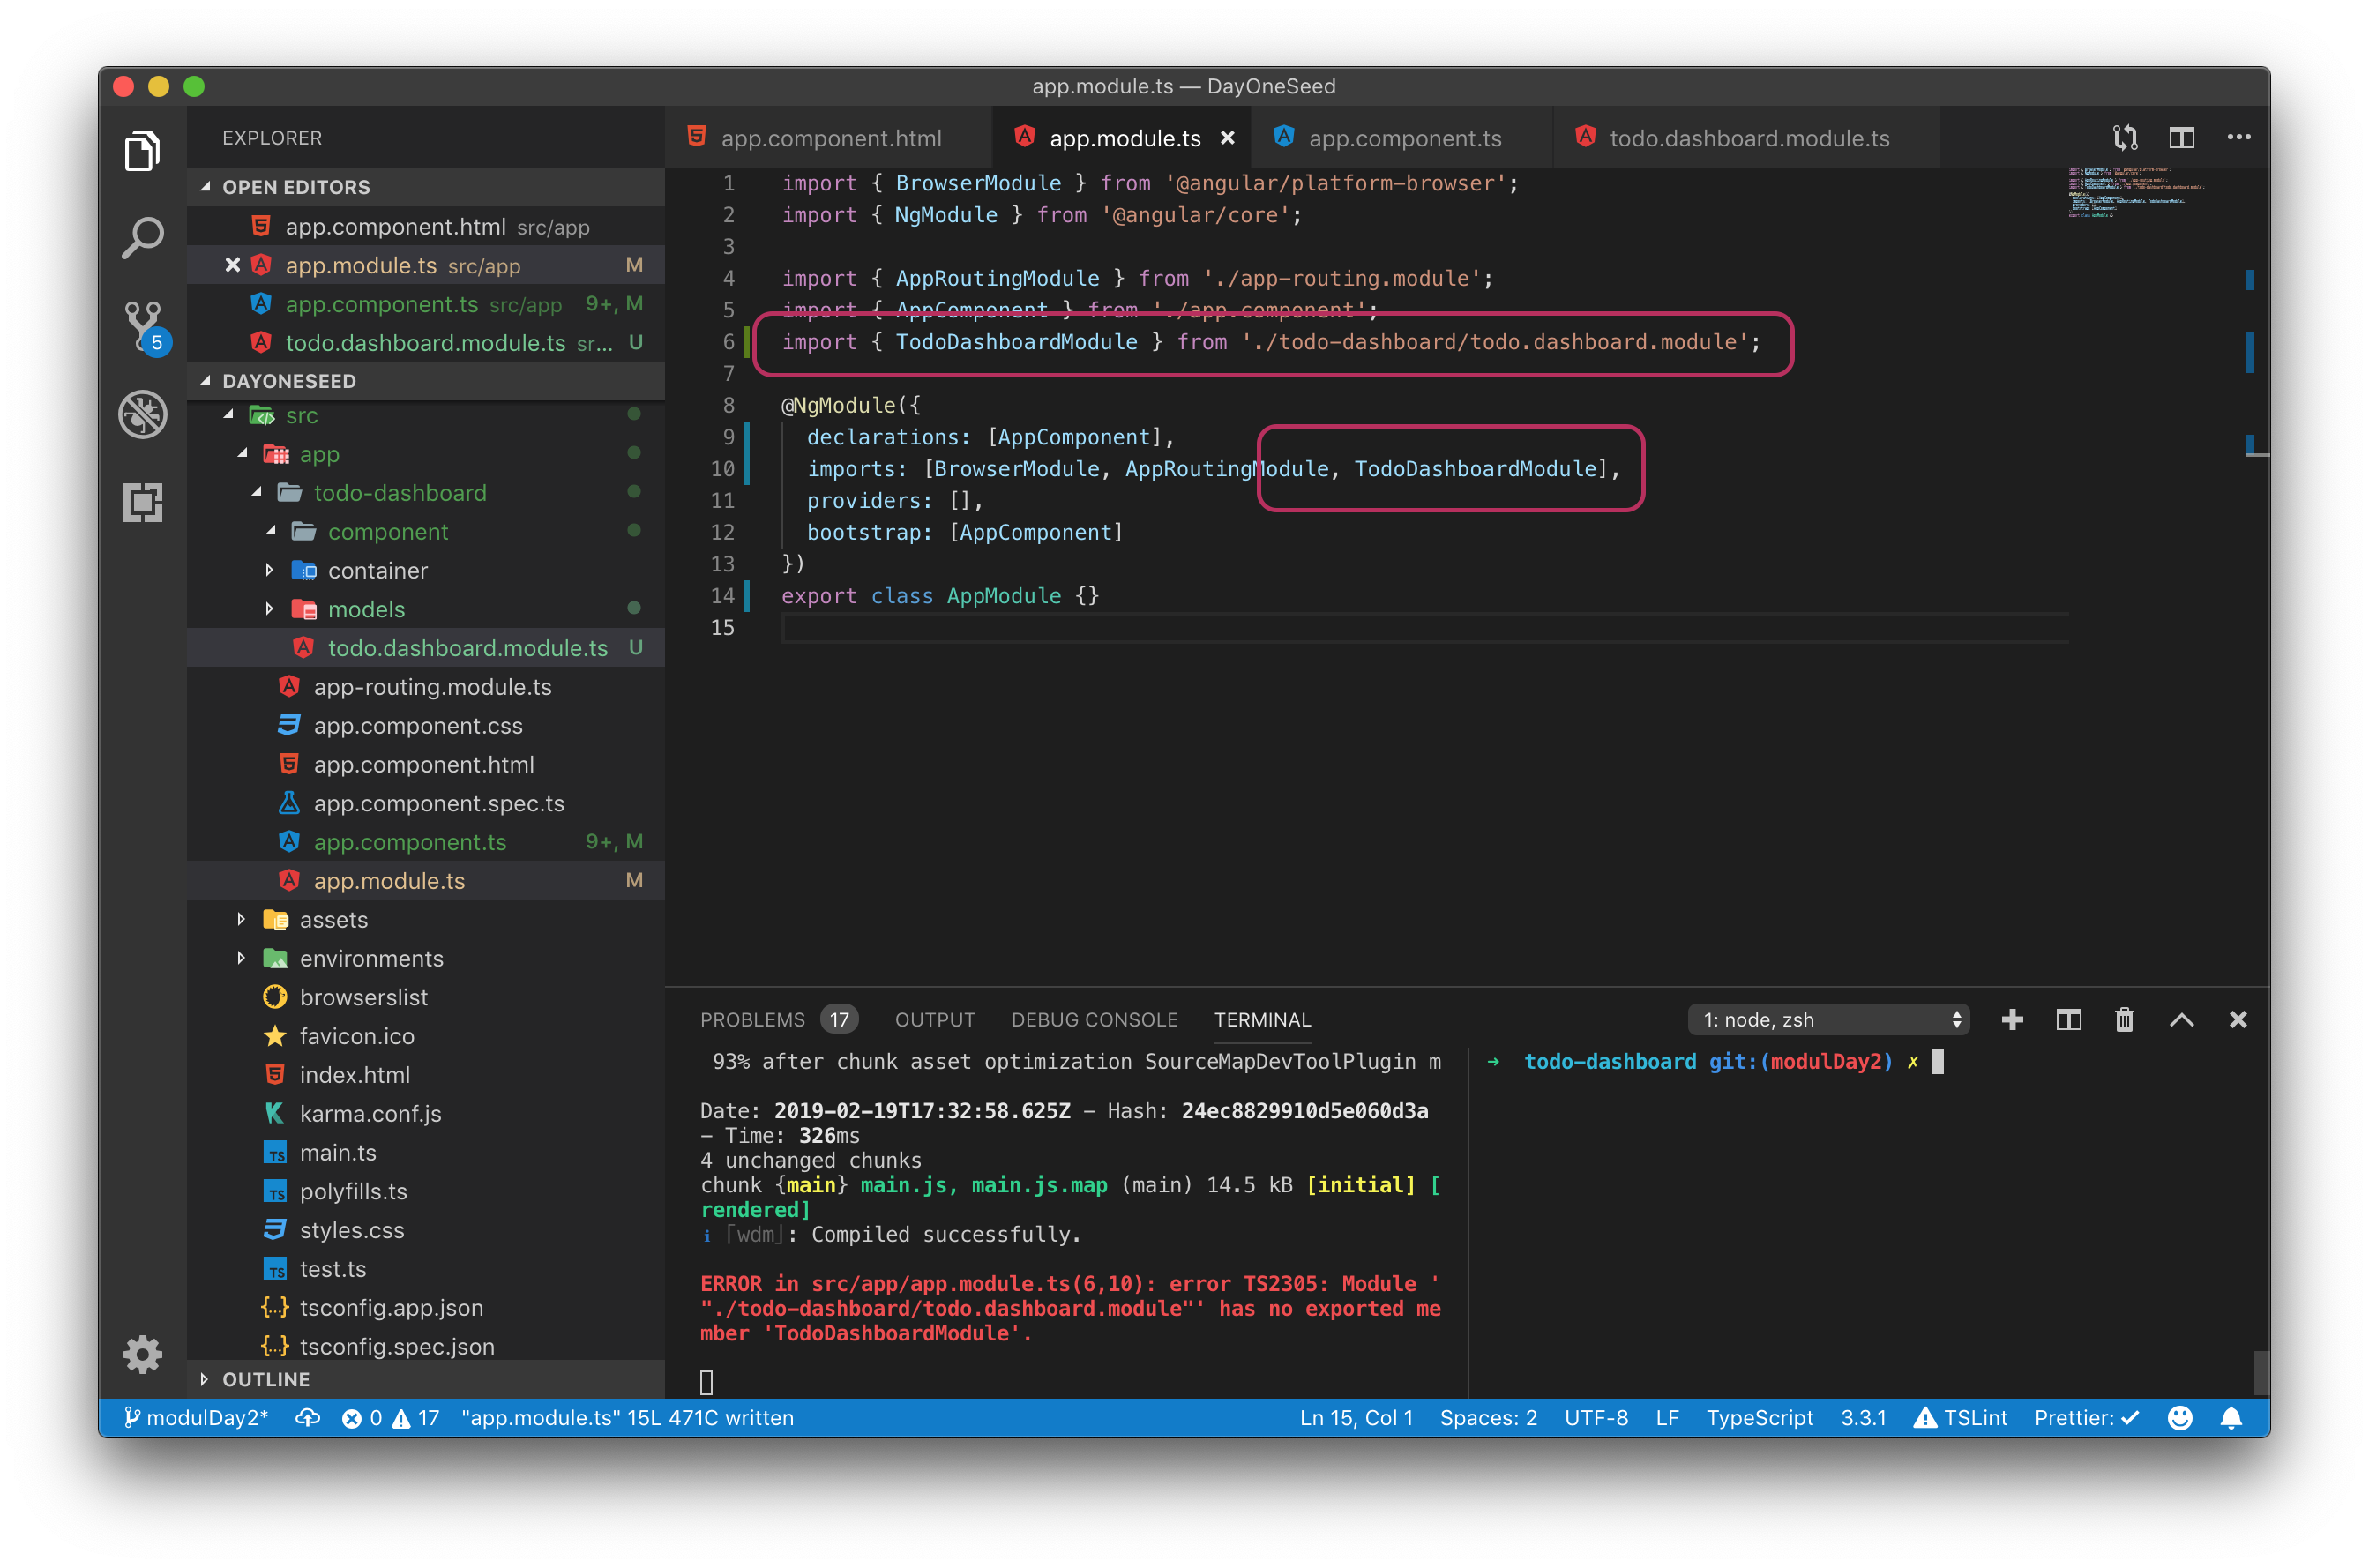 app.module.ts — DayOneSeed
EXPLORER
OPEN EDITORS
app.component.html src/app
app.module.ts src/app M
app.component.ts src/app 9+, M
todo.dashboard.module.ts sr... U
DAYONESEED
src
app
todo-dashboard
component
container
models
todo.dashboard.module.ts U
app-routing.module.ts
app.component.css
app.component.html
app.component.spec.ts
app.component.ts 9+, M
app.module.ts M
assets
environments
browserslist
favicon.ico
index.html
karma.conf.js
main.ts
polyfills.ts
styles.css
test.ts
tsconfig.app.json
tsconfig.spec.json
OUTLINE
5
app.component.html app.module.ts app.component.ts todo.dashboard.module.ts
1 import { BrowserModule } from '@angular/platform-browser';
2 import { NgModule } from '@angular/core';
3
4 import { AppRoutingModule } from './app-routing.module';
5 import { AppComponent } from './app.component';
6 import { TodoDashboardModule } from './todo-dashboard/todo.dashboard.module';
7
8 @NgModule({
9 declarations: [AppComponent],
10 imports: [BrowserModule, AppRoutingModule, TodoDashboardModule],
11 providers: [],
12 bootstrap: [AppComponent]
13 })
14 export class AppModule {}
15
PROBLEMS 17 OUTPUT DEBUG CONSOLE TERMINAL 1: node, zsh
93% after chunk asset optimization SourceMapDevToolPlugin m
Date: 2019-02-19T17:32:58.625Z - Hash: 24ec8829910d5e060d3a
- Time: 326ms
4 unchanged chunks
chunk {main} main.js, main.js.map (main) 14.5 kB [initial] [
rendered]
ℹ ｢wdm｣: Compiled successfully.
ERROR in src/app/app.module.ts(6,10): error TS2305: Module '
"./todo-dashboard/todo.dashboard.module"' has no exported me
mber 'TodoDashboardModule'.
➜ todo-dashboard git:(modulDay2) ✗
modulDay2* 0 17 "app.module.ts" 15L 471C written Ln 15, Col 1 Spaces: 2 UTF-8 LF TypeScript 3.3.1 TSLint Prettier: ✓